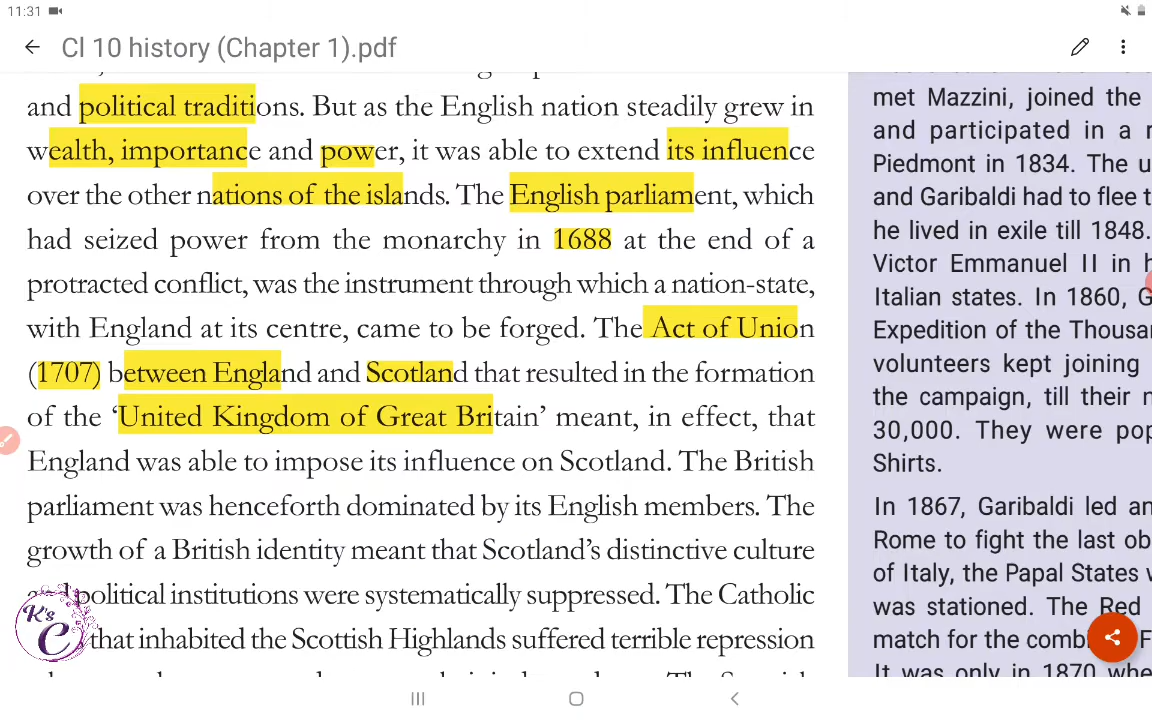 11:31
Cl 10 history (Chapter 1).pdf
and political traditions. But as the English nation steadily grew in
wealth, importance and power, it was able to extend its influence
over the other nations of the islands. The English parliament, which
had seized power from the monarchy in 1688 at the end of a
protracted conflict, was the instrument through which a nation-state,
with England at its centre, came to be forged. The Act of Union
(1707) between England and Scotland that resulted in the formation
of the ‘United Kingdom of Great Britain’ meant, in effect, that
England was able to impose its influence on Scotland. The British
parliament was henceforth dominated by its English members. The
growth of a British identity meant that Scotland’s distinctive culture
and political institutions were systematically suppressed. The Catholic
that inhabited the Scottish Highlands suffered terrible repression
K's
C
met Mazzini, joined the
and participated in a
Piedmont in 1834. The
and Garibaldi had to flee
he lived in exile till 1848.
Victor Emmanuel II in
Italian states. In 1860,
Expedition of the
volunteers kept joining
the campaign, till their
30,000. They were
Shirts.
In 1867, Garibaldi led
Rome to fight the last
of Italy, the Papal States
was stationed. The Red
match for the
It was only in 1870